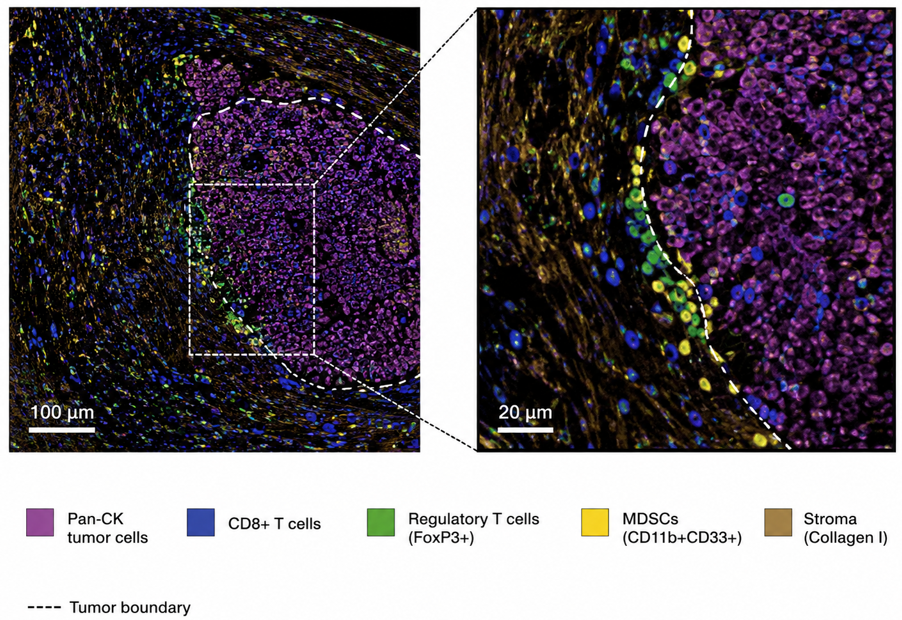 100 µm
20 µm
Pan-CK
tumor cells
CD8+ T cells
Regulatory T cells
(FoxP3+)
MDSCs
(CD11b+CD33+)
Stroma
(Collagen I)
Tumor boundary